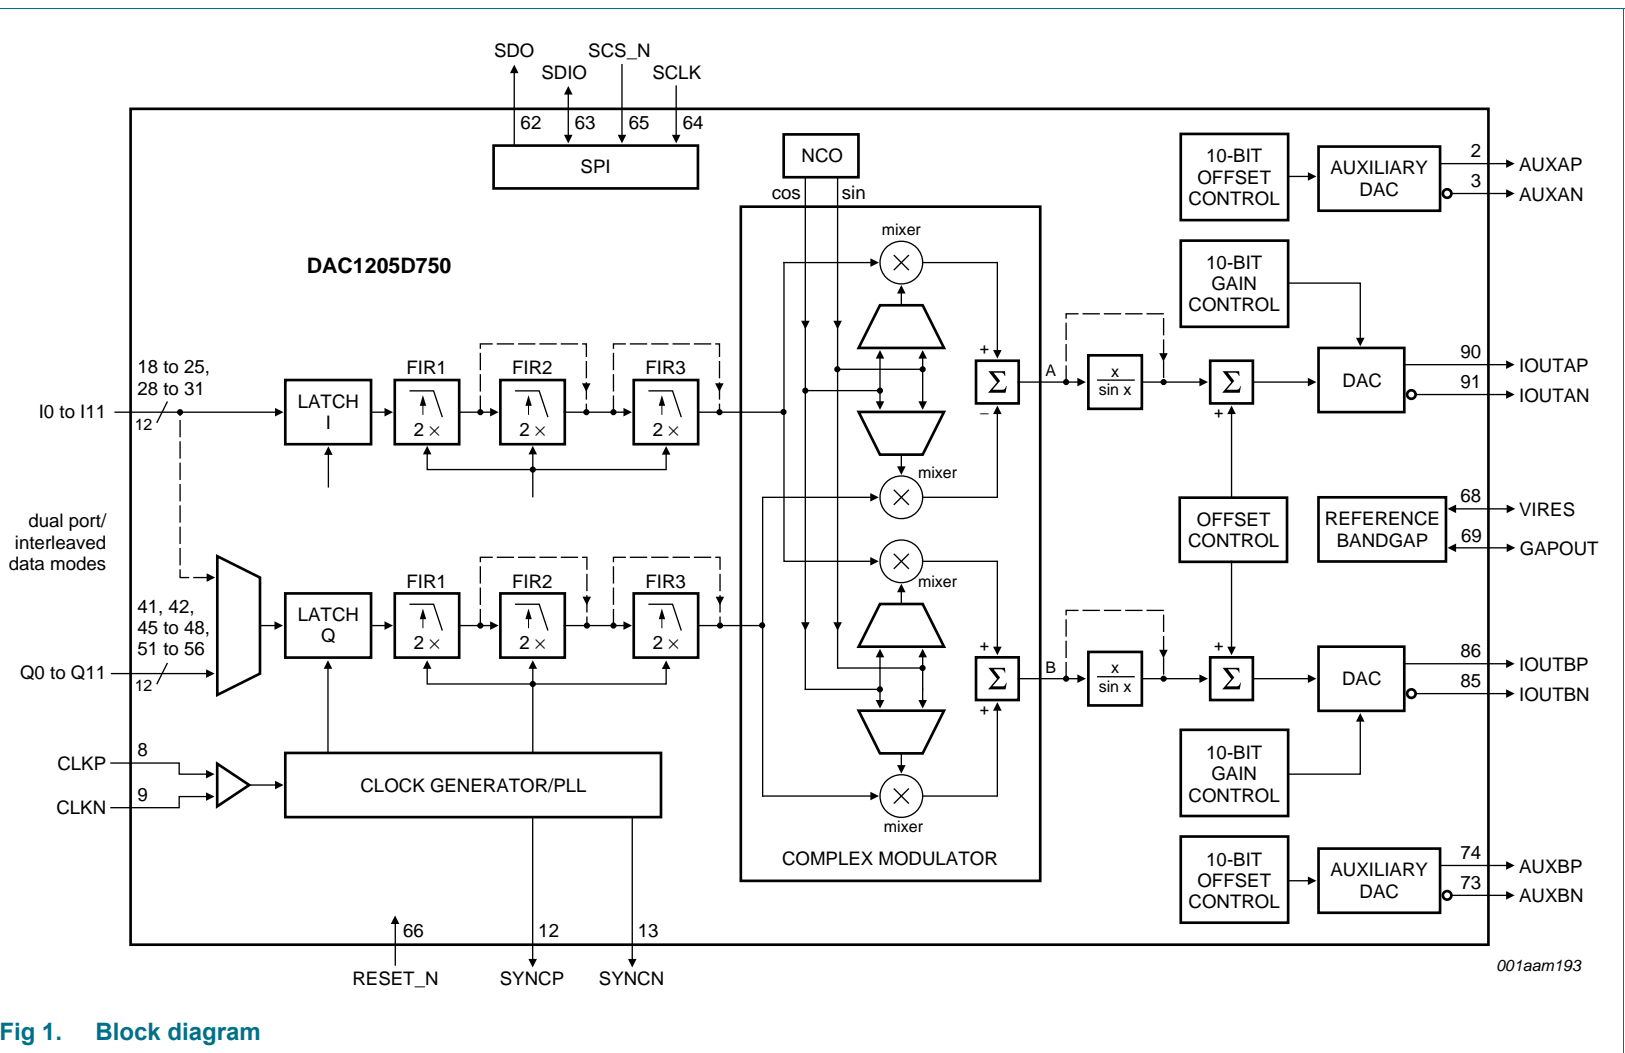 SDO
SCS_N
SDIO
SCLK
62
63
65
64
SPI
NCO
cos
sin
DAC1205D750
mixer
10-BIT
OFFSET
CONTROL
AUXILIARY
DAC
2
AUXAP
3
AUXAN
10-BIT
GAIN
CONTROL
18 to 25,
28 to 31
I0 to I11
12
LATCH
I
FIR1
2 ×
FIR2
2 ×
FIR3
2 ×
+
Σ
−
A
x
sin x
Σ
+
DAC
90
IOUTAP
91
IOUTAN
mixer
dual port/
interleaved
data modes
OFFSET
CONTROL
REFERENCE
BANDGAP
68
VIRES
69
GAPOUT
mixer
41, 42,
45 to 48,
51 to 56
Q0 to Q11
12
LATCH
Q
FIR1
2 ×
FIR2
2 ×
FIR3
2 ×
+
Σ
+
B
x
sin x
+
Σ
DAC
86
IOUTBP
85
IOUTBN
CLKP
8
CLKN
9
CLOCK GENERATOR/PLL
mixer
COMPLEX MODULATOR
10-BIT
GAIN
CONTROL
10-BIT
OFFSET
CONTROL
AUXILIARY
DAC
74
AUXBP
73
AUXBN
66
12
13
RESET_N
SYNCP
SYNCN
001aam193
Fig 1. Block diagram